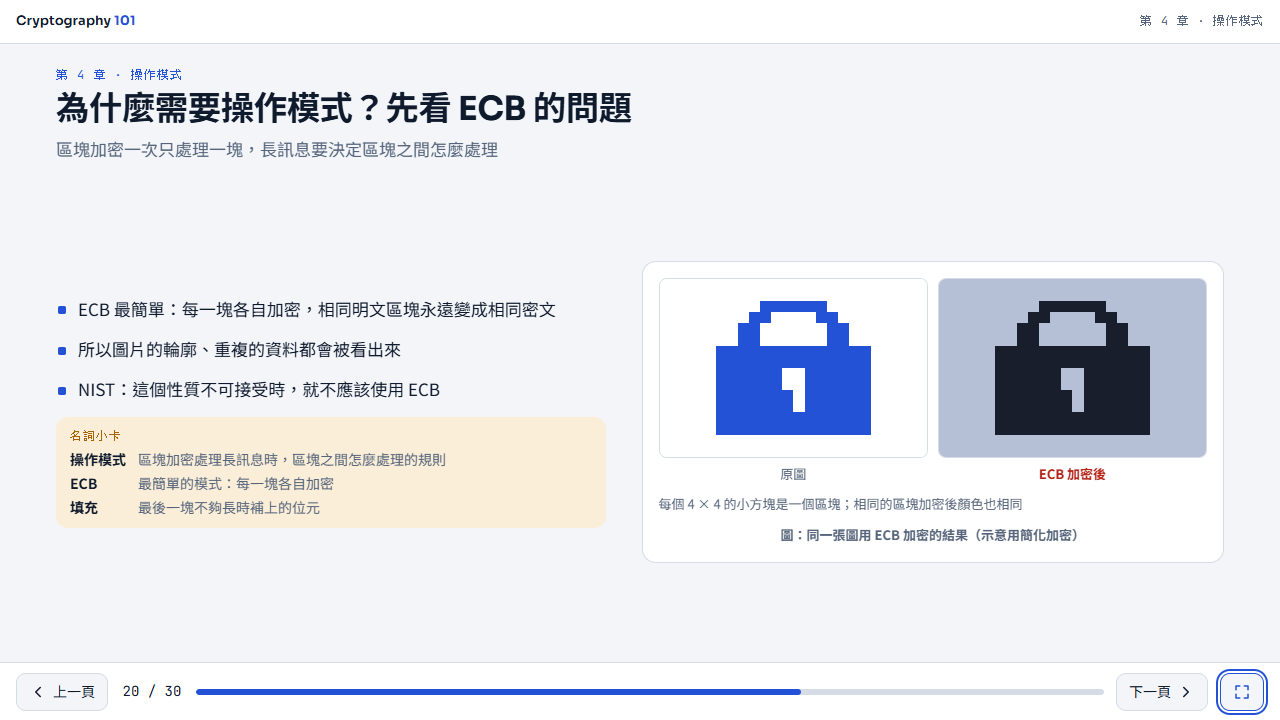 Cryptography 101
第 4 章 · 操作模式
第 4 章 · 操作模式
為什麼需要操作模式？先看 ECB 的問題
區塊加密一次只處理一塊，長訊息要決定區塊之間怎麼處理
ECB 最簡單：每一塊各自加密，相同明文區塊永遠變成相同密文
所以圖片的輪廓、重複的資料都會被看出來
NIST：這個性質不可接受時，就不應該使用 ECB
名詞小卡
操作模式 區塊加密處理長訊息時，區塊之間怎麼處理的規則
ECB 最簡單的模式：每一塊各自加密
填充 最後一塊不夠長時補上的位元
原圖
ECB 加密後
每個 4 × 4 的小方塊是一個區塊；相同的區塊加密後顏色也相同
圖：同一張圖用 ECB 加密的結果（示意用簡化加密）
上一頁
20 / 30
下一頁